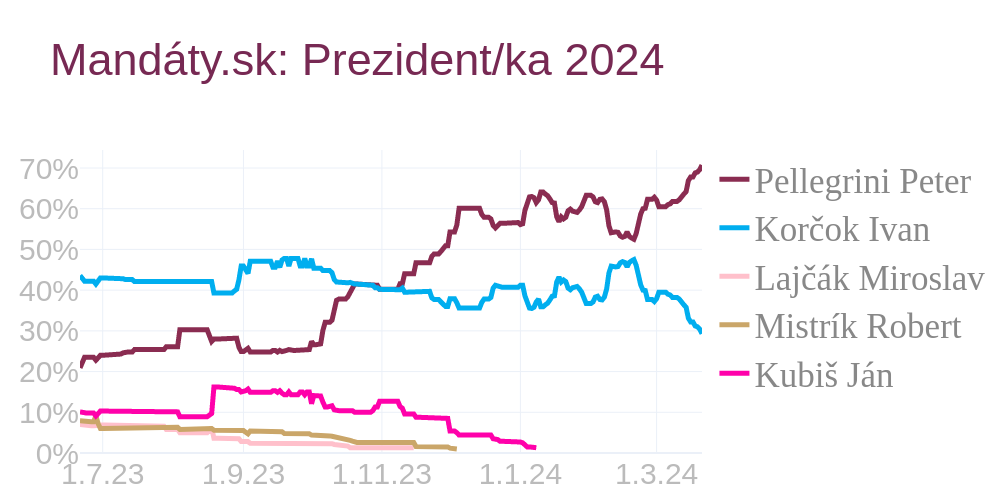 Mandáty.sk: Prezident/ka 2024
70%
60%
50%
40%
30%
20%
10%
0%
1.7.23 1.9.23 1.11.23 1.1.24 1.3.24
Pellegrini Peter
Korčok Ivan
Lajčák Miroslav
Mistrík Robert
Kubiš Ján